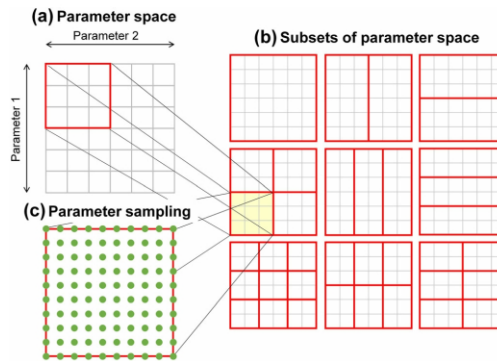 (a) Parameter space
Parameter 2
Parameter 1
(b) Subsets of parameter space
(c) Parameter sampling